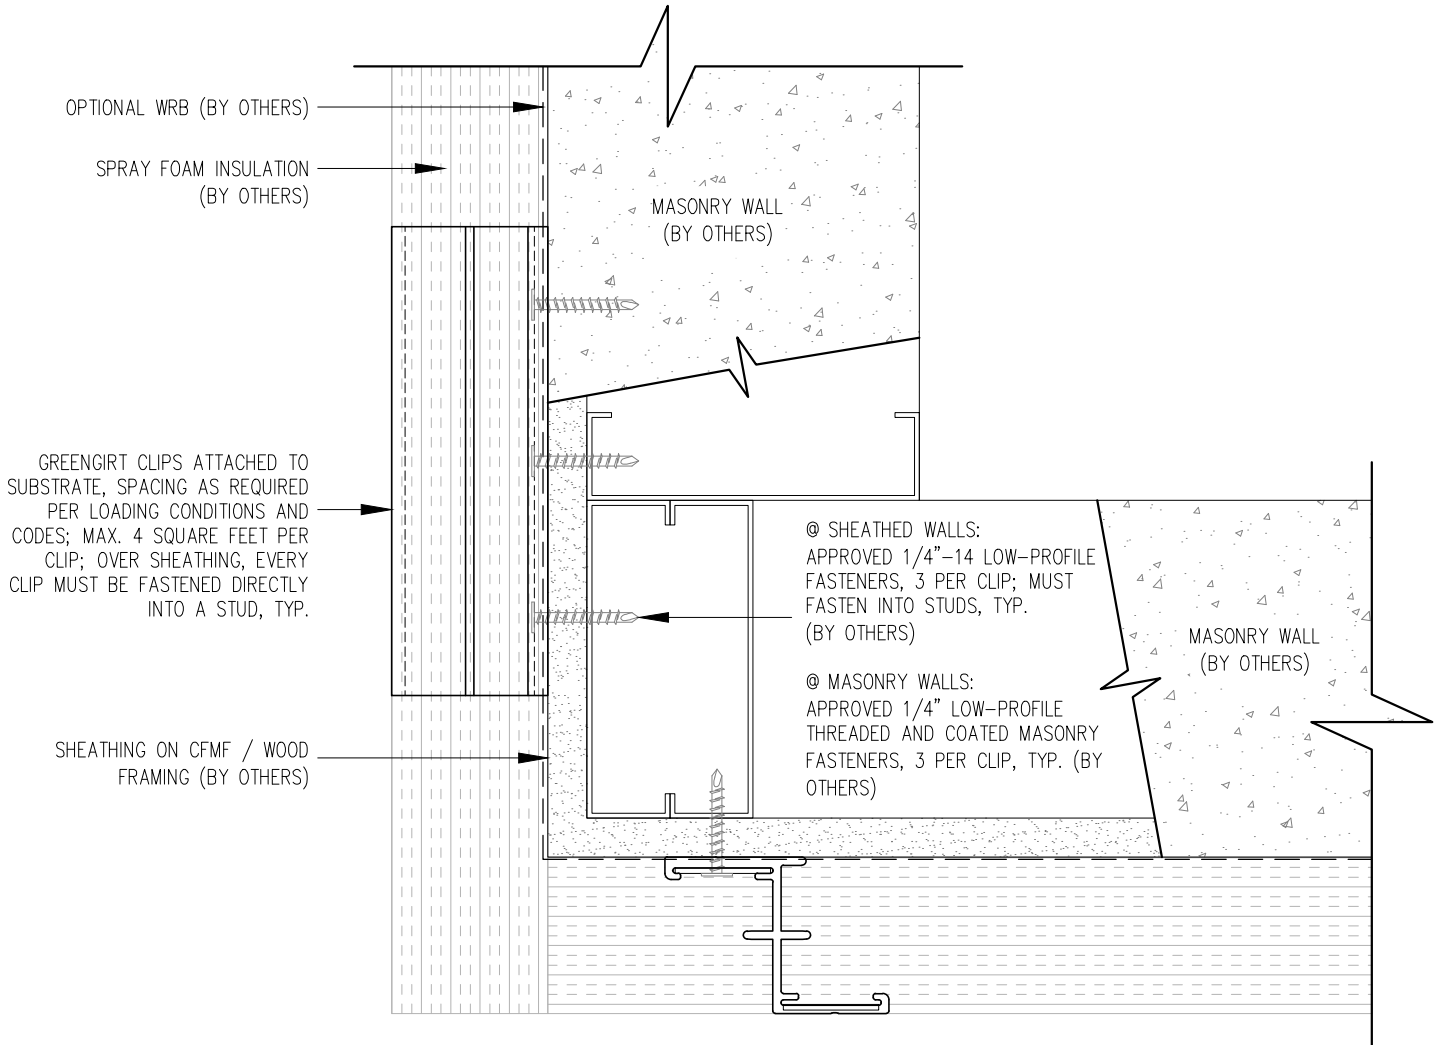 OPTIONAL WRB (BY OTHERS)
SPRAY FOAM INSULATION
(BY OTHERS)
MASONRY WALL
(BY OTHERS)
GREENGIRT CLIPS ATTACHED TO
SUBSTRATE, SPACING AS REQUIRED
PER LOADING CONDITIONS AND
CODES; MAX. 4 SQUARE FEET PER
CLIP; OVER SHEATHING, EVERY
CLIP MUST BE FASTENED DIRECTLY
INTO A STUD, TYP.
@ SHEATHED WALLS:
APPROVED 1/4"-14 LOW-PROFILE
FASTENERS, 3 PER CLIP; MUST
FASTEN INTO STUDS, TYP.
(BY OTHERS)
MASONRY WALL
(BY OTHERS)
@ MASONRY WALLS:
APPROVED 1/4" LOW-PROFILE
THREADED AND COATED MASONRY
FASTENERS, 3 PER CLIP, TYP. (BY
OTHERS)
SHEATHING ON CFMF / WOOD
FRAMING (BY OTHERS)